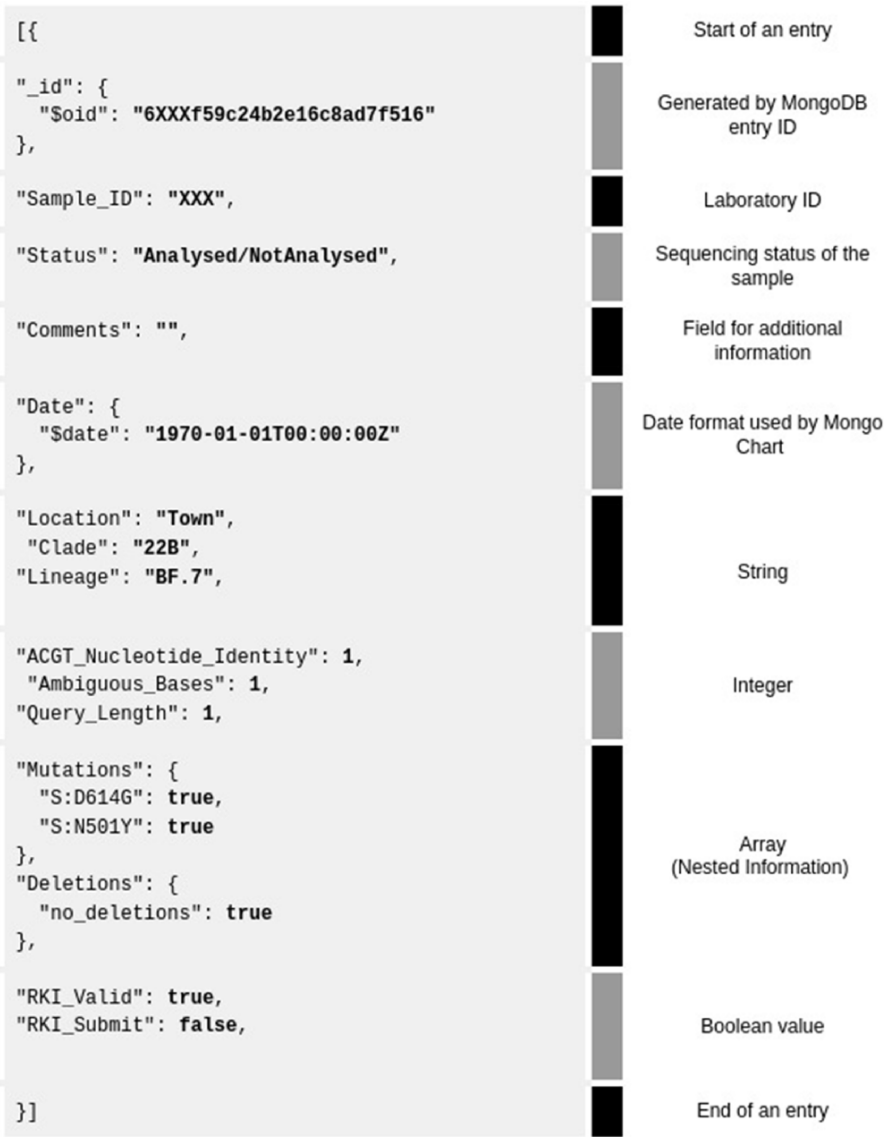 [{
Start of an entry
"_id": {
"$oid": "6XXXf59c24b2e16c8ad7f516"
},
Generated by MongoDB
entry ID
"Sample_ID": "XXX",
Laboratory ID
"Status": "Analysed/NotAnalysed",
Sequencing status of the
sample
"Comments": "",
Field for additional
information
"Date": {
"$date": "1970-01-01T00:00:00Z"
},
Date format used by Mongo
Chart
"Location": "Town",
"Clade": "22B",
"Lineage": "BF.7",
String
"ACGT_Nucleotide_Identity": 1,
"Ambiguous_Bases": 1,
"Query_Length": 1,
Integer
"Mutations": {
"S:D614G": true,
"S:N501Y": true
},
"Deletions": {
"no_deletions": true
},
Array
(Nested Information)
"RKI_Valid": true,
"RKI_Submit": false,
Boolean value
}]
End of an entry